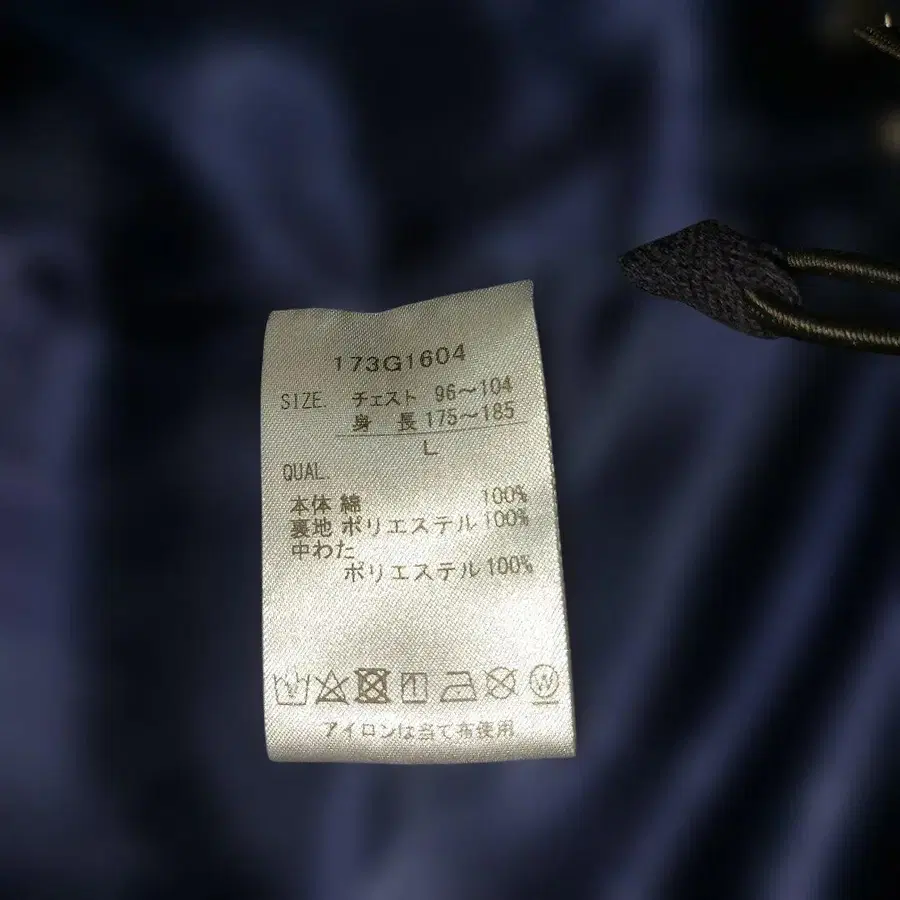 173G1604
SIZE. チェスト 96～104
身 長 175～185
L
QUAL.
本体 綿 100%
裏地 ポリエステル 100%
中わた
ポリエステル 100%
W
アイロンは当て布使用